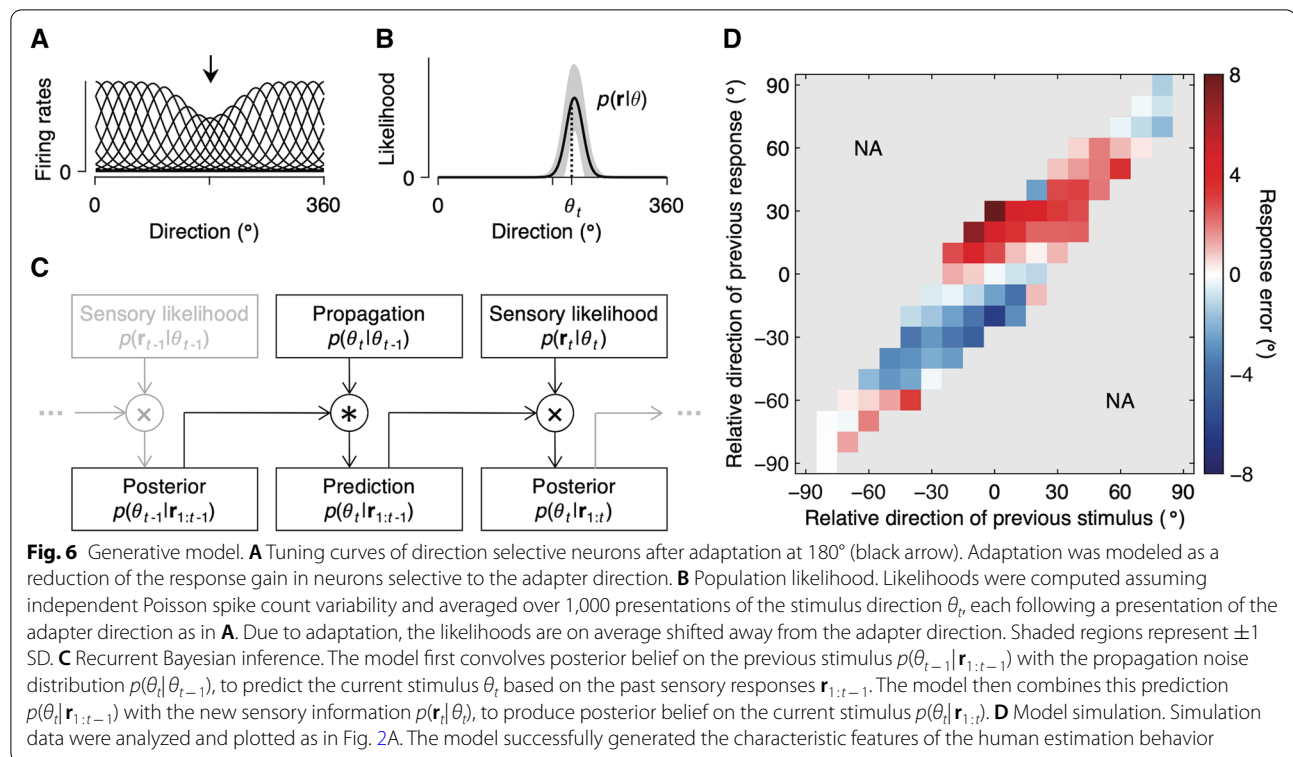 A
Firing rates
0
0
360
Direction (°)
B
Likelihood
p(r|θ)
0
0
θt
360
Direction (°)
C
Sensory likelihood
p(rt-1|θt-1)
Propagation
p(θt|θt-1)
Sensory likelihood
p(rt|θt)
...
×
*
×
...
Posterior
p(θt-1|r1:t-1)
Prediction
p(θt|r1:t-1)
Posterior
p(θt|r1:t)
D
Relative direction of previous response (°)
90
60
30
0
−30
−60
−90
NA
NA
−90
−60
−30
0
30
60
90
Relative direction of previous stimulus (°)
8
4
0
−4
−8
Response error (°)
Fig. 6 Generative model. A Tuning curves of direction selective neurons after adaptation at 180° (black arrow). Adaptation was modeled as a
reduction of the response gain in neurons selective to the adapter direction. B Population likelihood. Likelihoods were computed assuming
independent Poisson spike count variability and averaged over 1,000 presentations of the stimulus direction θt, each following a presentation of the
adapter direction as in A. Due to adaptation, the likelihoods are on average shifted away from the adapter direction. Shaded regions represent ±1
SD. C Recurrent Bayesian inference. The model first convolves posterior belief on the previous stimulus p(θt−1|r1:t−1) with the propagation noise
distribution p(θt|θt−1), to predict the current stimulus θt based on the past sensory responses r1:t−1. The model then combines this prediction
p(θt|r1:t−1) with the new sensory information p(rt|θt), to produce posterior belief on the current stimulus p(θt|r1:t). D Model simulation. Simulation
data were analyzed and plotted as in Fig. 2A. The model successfully generated the characteristic features of the human estimation behavior